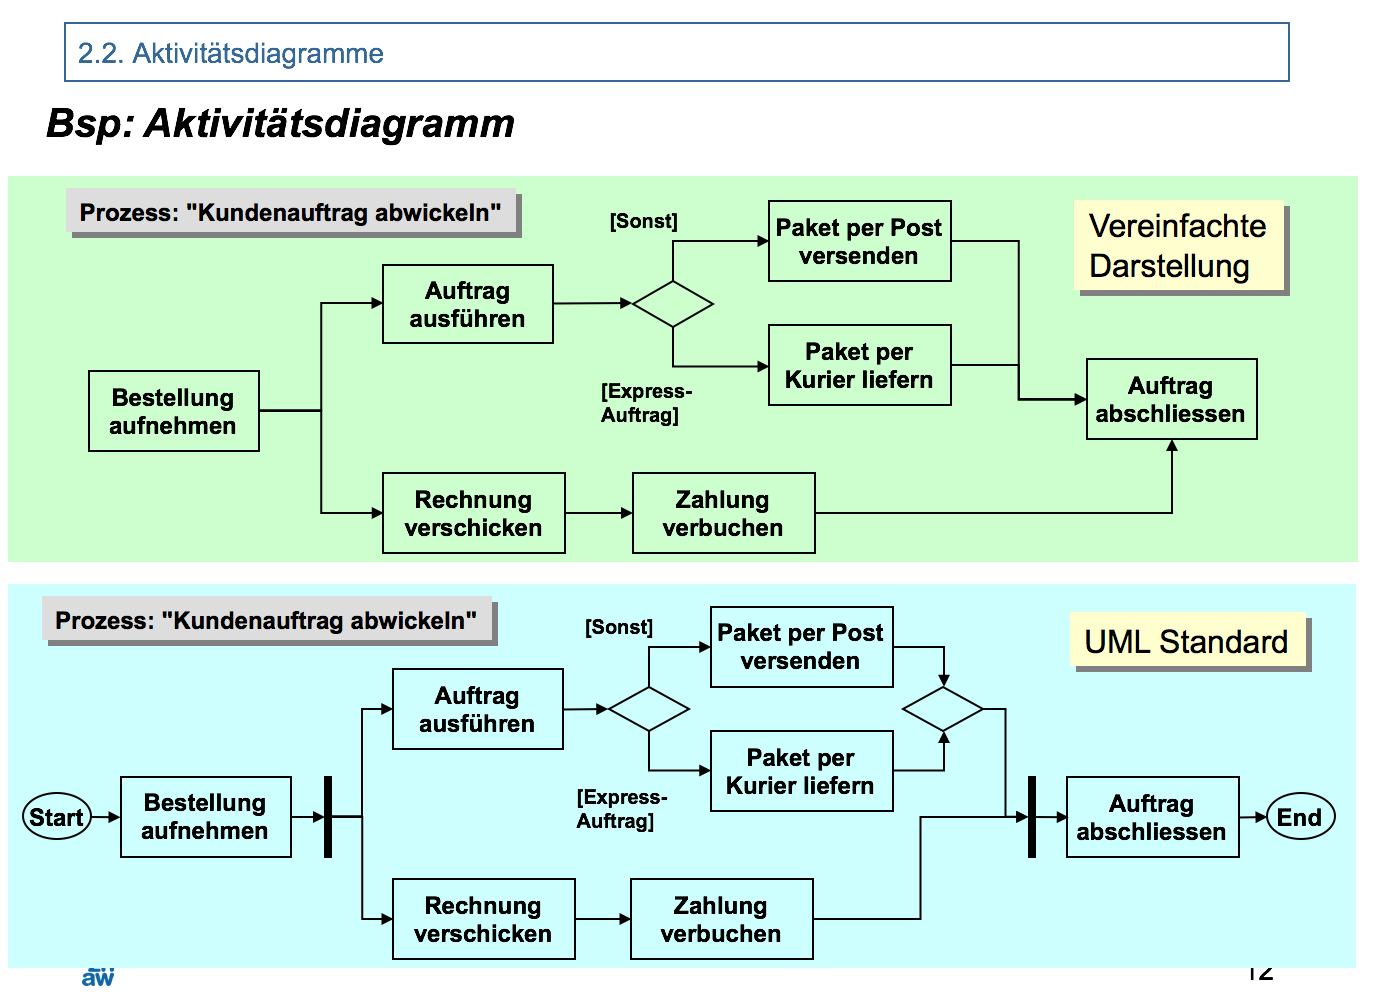 2.2. Aktivitätsdiagramme
Bsp: Aktivitätsdiagramm
Prozess: "Kundenauftrag abwickeln"
Vereinfachte
Darstellung
[Sonst]
Paket per Post
versenden
Auftrag
ausführen
Paket per
Kurier liefern
[Express-
Auftrag]
Bestellung
aufnehmen
Auftrag
abschliessen
Rechnung
verschicken
Zahlung
verbuchen
Prozess: "Kundenauftrag abwickeln"
UML Standard
[Sonst]
Paket per Post
versenden
Auftrag
ausführen
Paket per
Kurier liefern
[Express-
Auftrag]
Start
Bestellung
aufnehmen
Auftrag
abschliessen
End
Rechnung
verschicken
Zahlung
verbuchen
aw
12